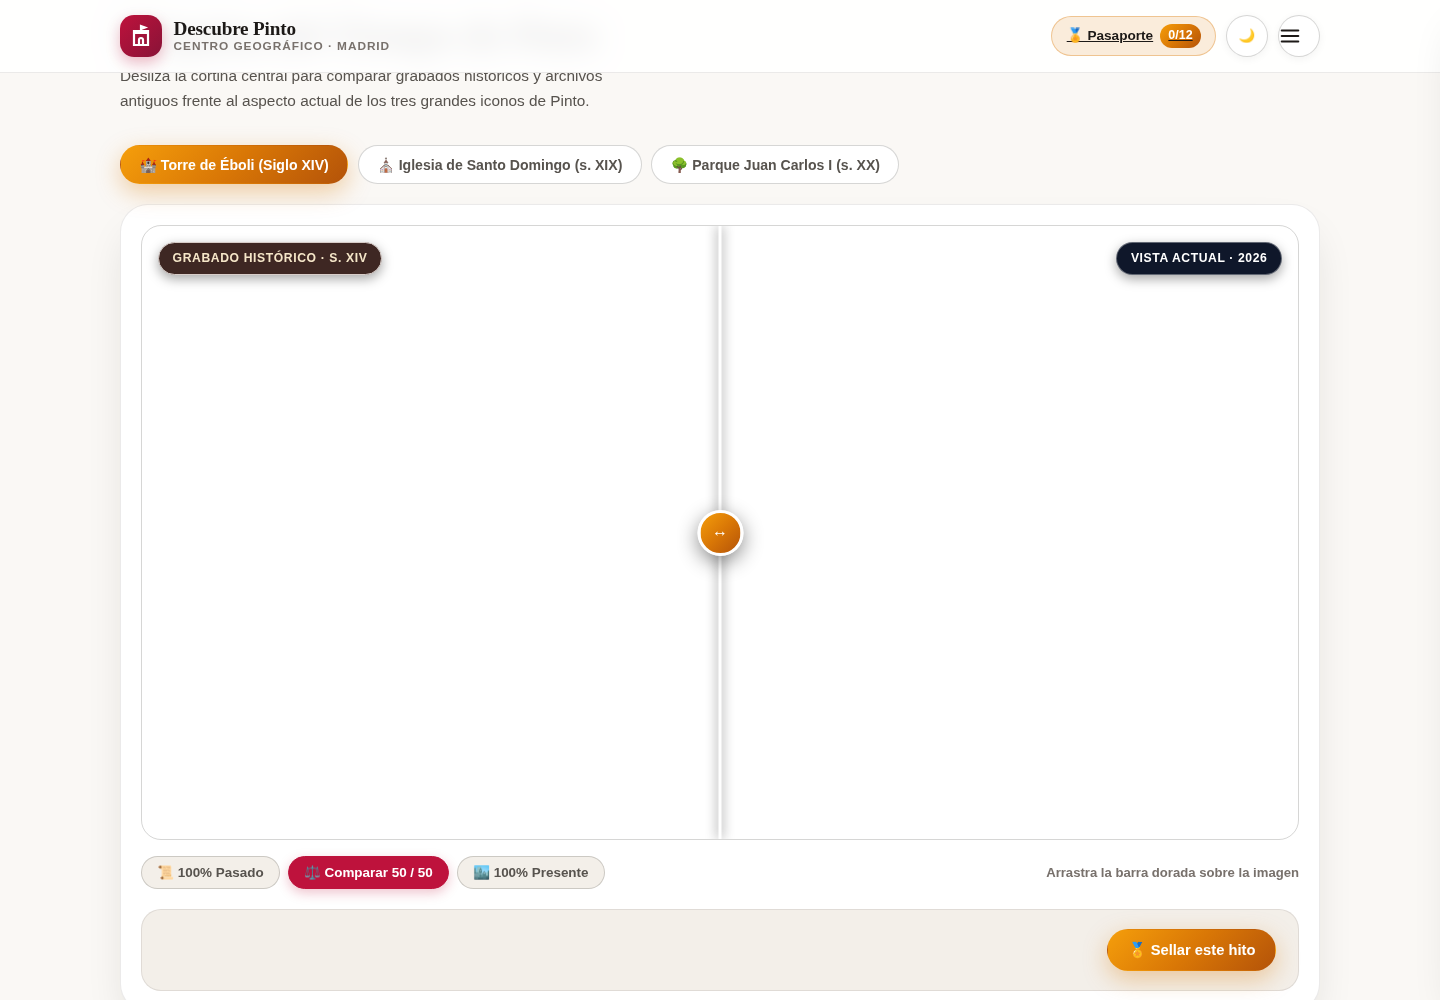 Descubre Pinto
CENTRO GEOGRÁFICO · MADRID
🏅 Pasaporte 0/12
Desliza la cortina central para comparar grabados históricos y archivos
antiguos frente al aspecto actual de los tres grandes iconos de Pinto.
🏰 Torre de Éboli (Siglo XIV)
⛪ Iglesia de Santo Domingo (s. XIX)
🌳 Parque Juan Carlos I (s. XX)
GRABADO HISTÓRICO · S. XIV
VISTA ACTUAL · 2026
📜 100% Pasado
⚖️ Comparar 50 / 50
🏙️ 100% Presente
Arrastra la barra dorada sobre la imagen
🏅 Sellar este hito